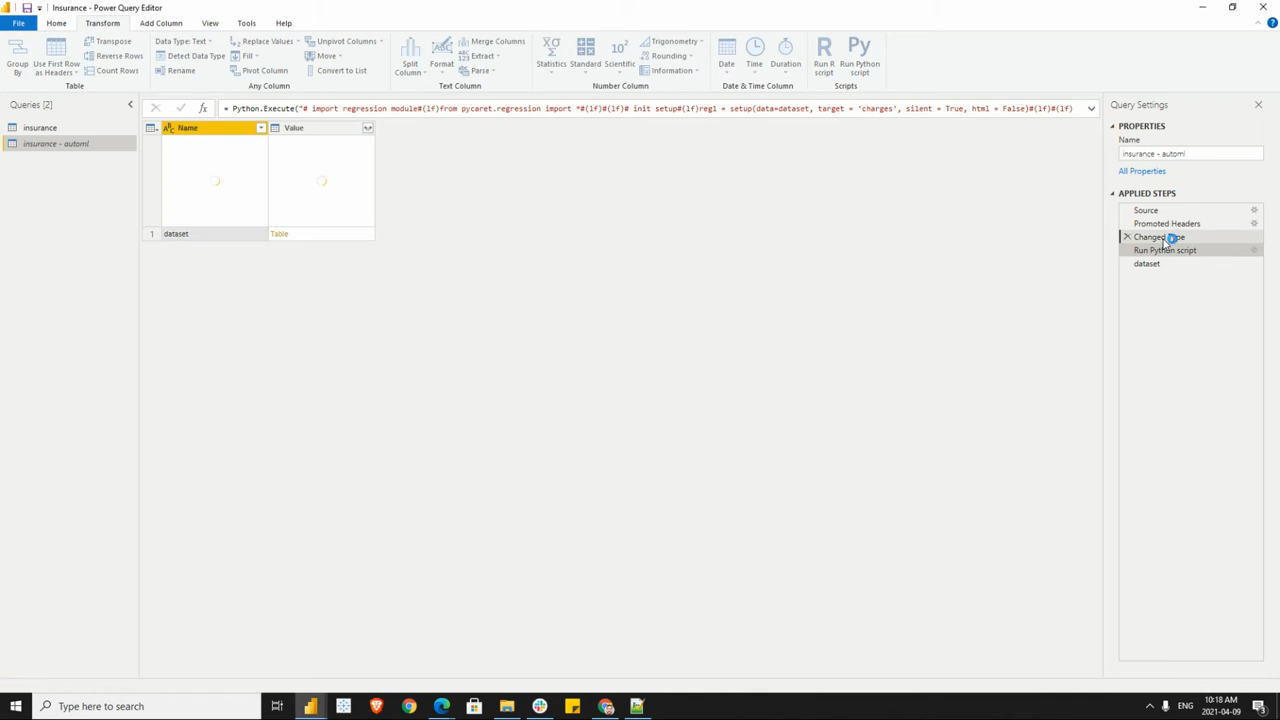 Insurance - Power Query Editor
File Home Transform Add Column View Tools Help
Group By
Use First Row as Headers
Transpose
Reverse Rows
Count Rows
Table
Data Type: Text
Detect Data Type
Rename
Replace Values
Fill
Pivot Column
Unpivot Columns
Move
Convert to List
Any Column
Split Column
Format
Merge Columns
Extract
Parse
Text Column
Statistics
Standard
Scientific
Trigonometry
Rounding
Information
Number Column
Date
Time
Duration
Date & Time Column
Run R script
Run Python script
Scripts
Queries [2]
insurance
insurance - automl
= Python.Execute("# import regression module#(lf)from pycaret.regression import *#(lf)#(lf)# init setup#(lf)reg1 = setup(data=dataset, target = 'charges', silent = True, html = False)#(lf)#(lf)
Name Value
1 dataset Table
Query Settings
PROPERTIES
Name
insurance - automl
All Properties
APPLIED STEPS
Source
Promoted Headers
Run Python script
dataset
Type here to search
ENG
10:18 AM
2021-04-09
3